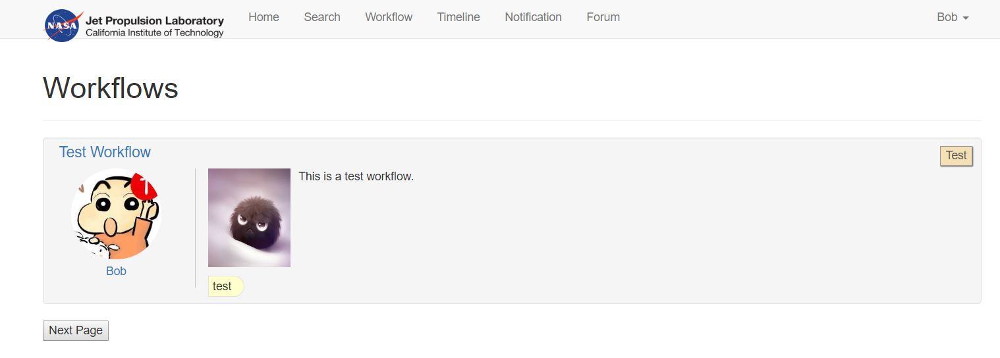 NASA
Jet Propulsion Laboratory
California Institute of Technology
Home Search Workflow Timeline Notification Forum Bob
Workflows
Test Workflow
Test
1
This is a test workflow.
Bob
test
Next Page